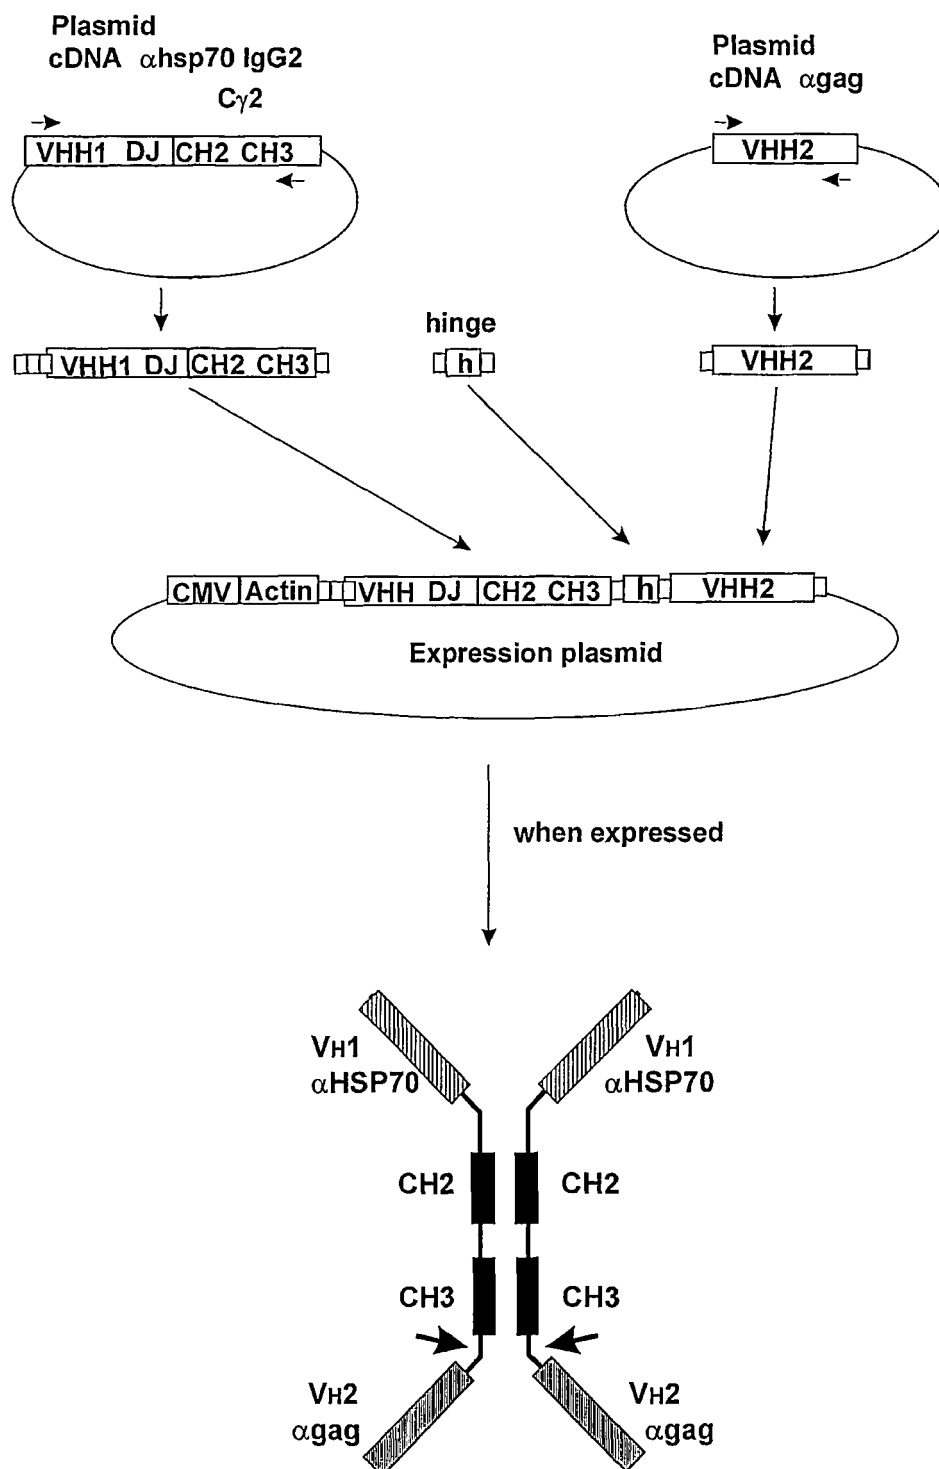 Plasmid
cDNA αhsp70 IgG2
Cγ2
VHH1 DJ CH2 CH3
Plasmid
cDNA αgag
VHH2
hinge
VHH1 DJ CH2 CH3
h
VHH2
CMV Actin VHH DJ CH2 CH3 h VHH2
Expression plasmid
when expressed
VH1
αHSP70
VH1
αHSP70
CH2
CH2
CH3
CH3
VH2
αgag
VH2
αgag